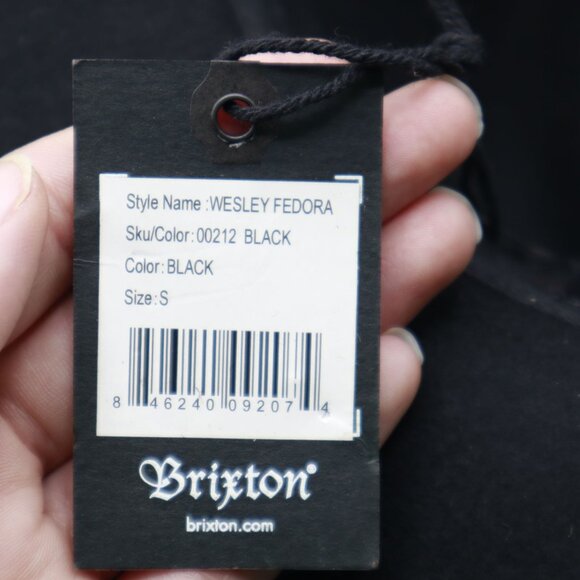 Style Name :WESLEY FEDORA
Sku/Color:00212 BLACK
Color:BLACK
Size:S
8 46240 09207 4
Brixton®
brixton.com